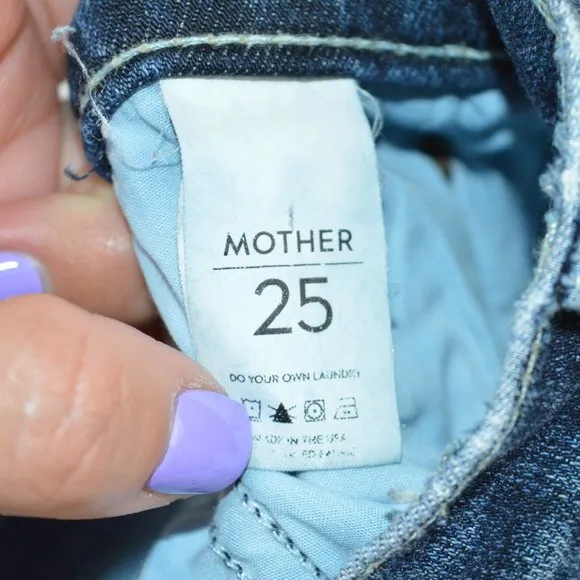 MOTHER
25
DO YOUR OWN LAUNDRY
MADE IN THE USA